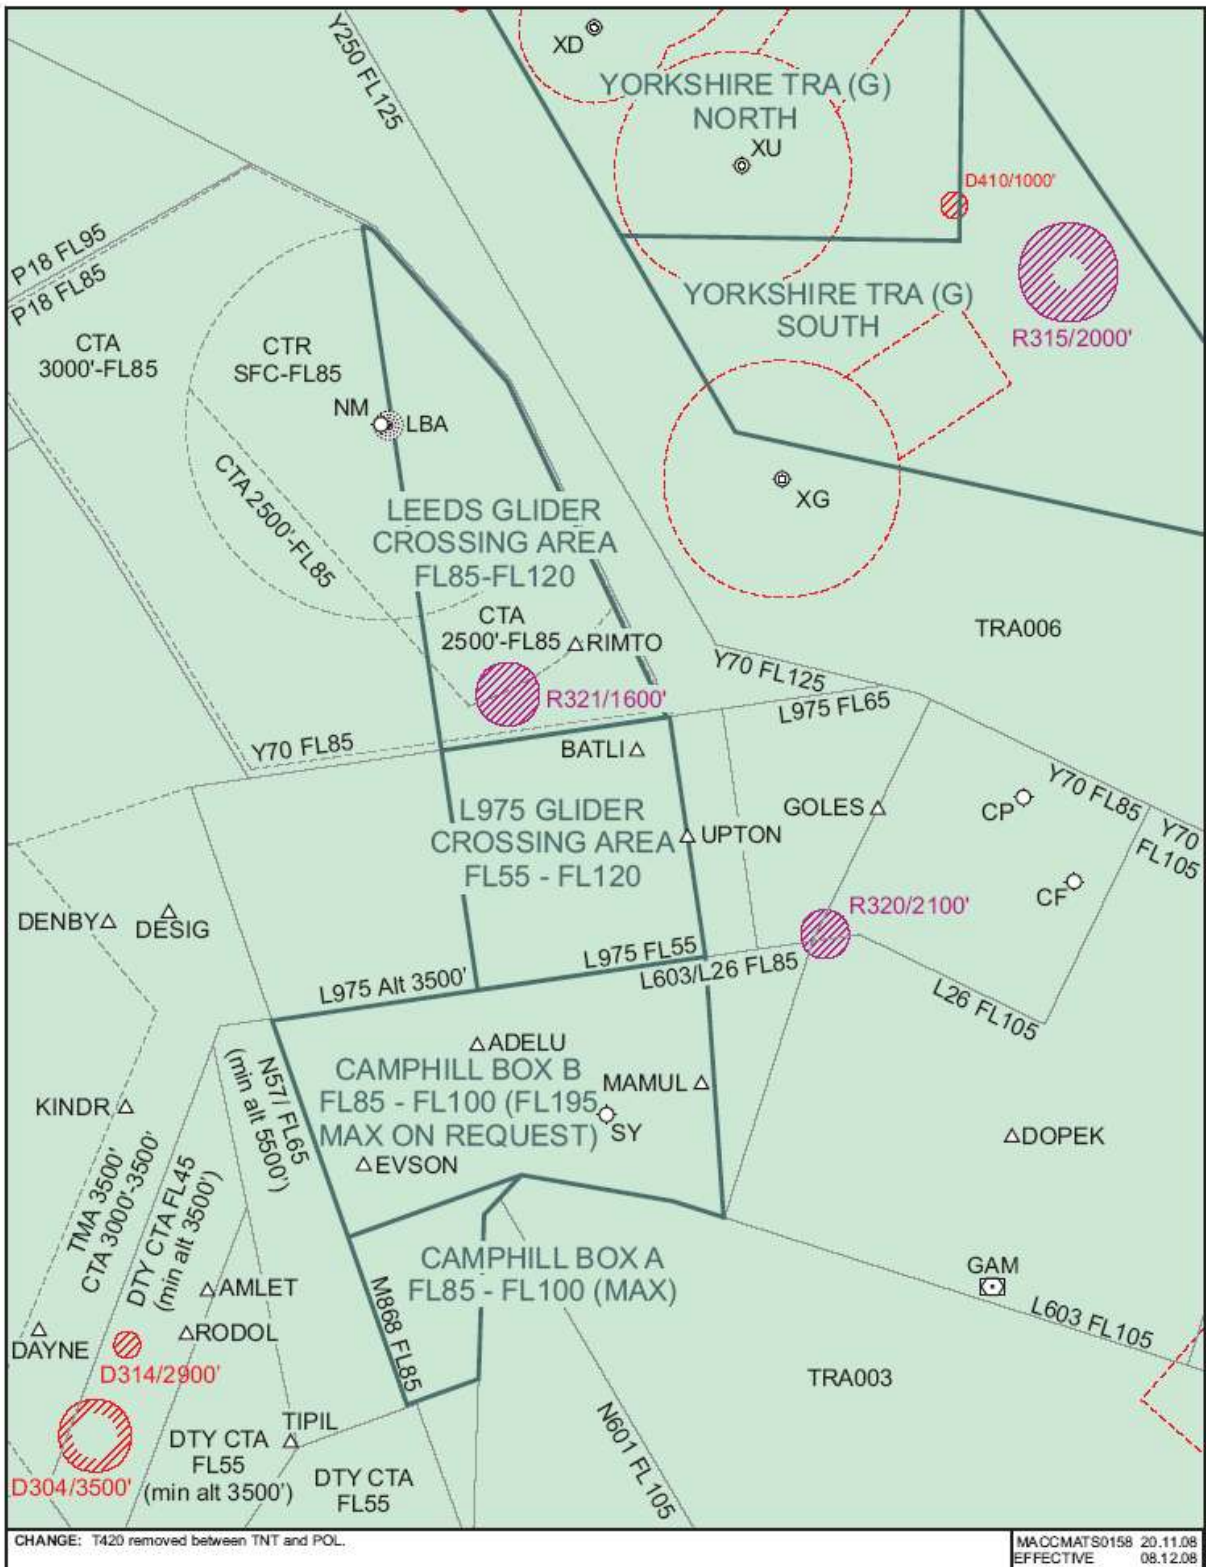 Y250 FL125
XD
YORKSHIRE TRA (G)
NORTH
XU
D410/1000'
P18 FL95
P18 FL85
YORKSHIRE TRA (G)
SOUTH
R315/2000'
CTA
3000'-FL85
CTR
SFC-FL85
NM
LBA
CTA 2500'-FL85
XG
LEEDS GLIDER
CROSSING AREA
FL85-FL120
CTA
2500'-FL85
RIMTO
TRA006
Y70 FL125
R321/1600'
L975 FL65
Y70 FL85
BATLI
Y70 FL85
Y70
FL105
L975 GLIDER
CROSSING AREA
FL55 - FL120
UPTON
GOLES
CP
CF
DENBY
DESIG
R320/2100'
L975 FL55
L603/L26 FL85
L975 Alt 3500'
L26 FL105
ADELU
N57/ FL65
(min alt 5500')
CAMPHILL BOX B
FL85 - FL100 (FL195
MAX ON REQUEST)
MAMUL
SY
KINDR
DOPEK
EVSON
TMA 3500'
CTA 3000'-3500'
DTY CTA FL45
(min alt 3500')
CAMPHILL BOX A
FL85 - FL100 (MAX)
GAM
AMLET
L603 FL105
M868 FL85
RODOL
DAYNE
D314/2900'
TRA003
N601 FL105
TIPIL
DTY CTA
FL55
(min alt 3500')
D304/3500'
DTY CTA
FL55
CHANGE: T420 removed between TNT and POL.
MACCMATS0158 20.11.08
EFFECTIVE 08.12.08